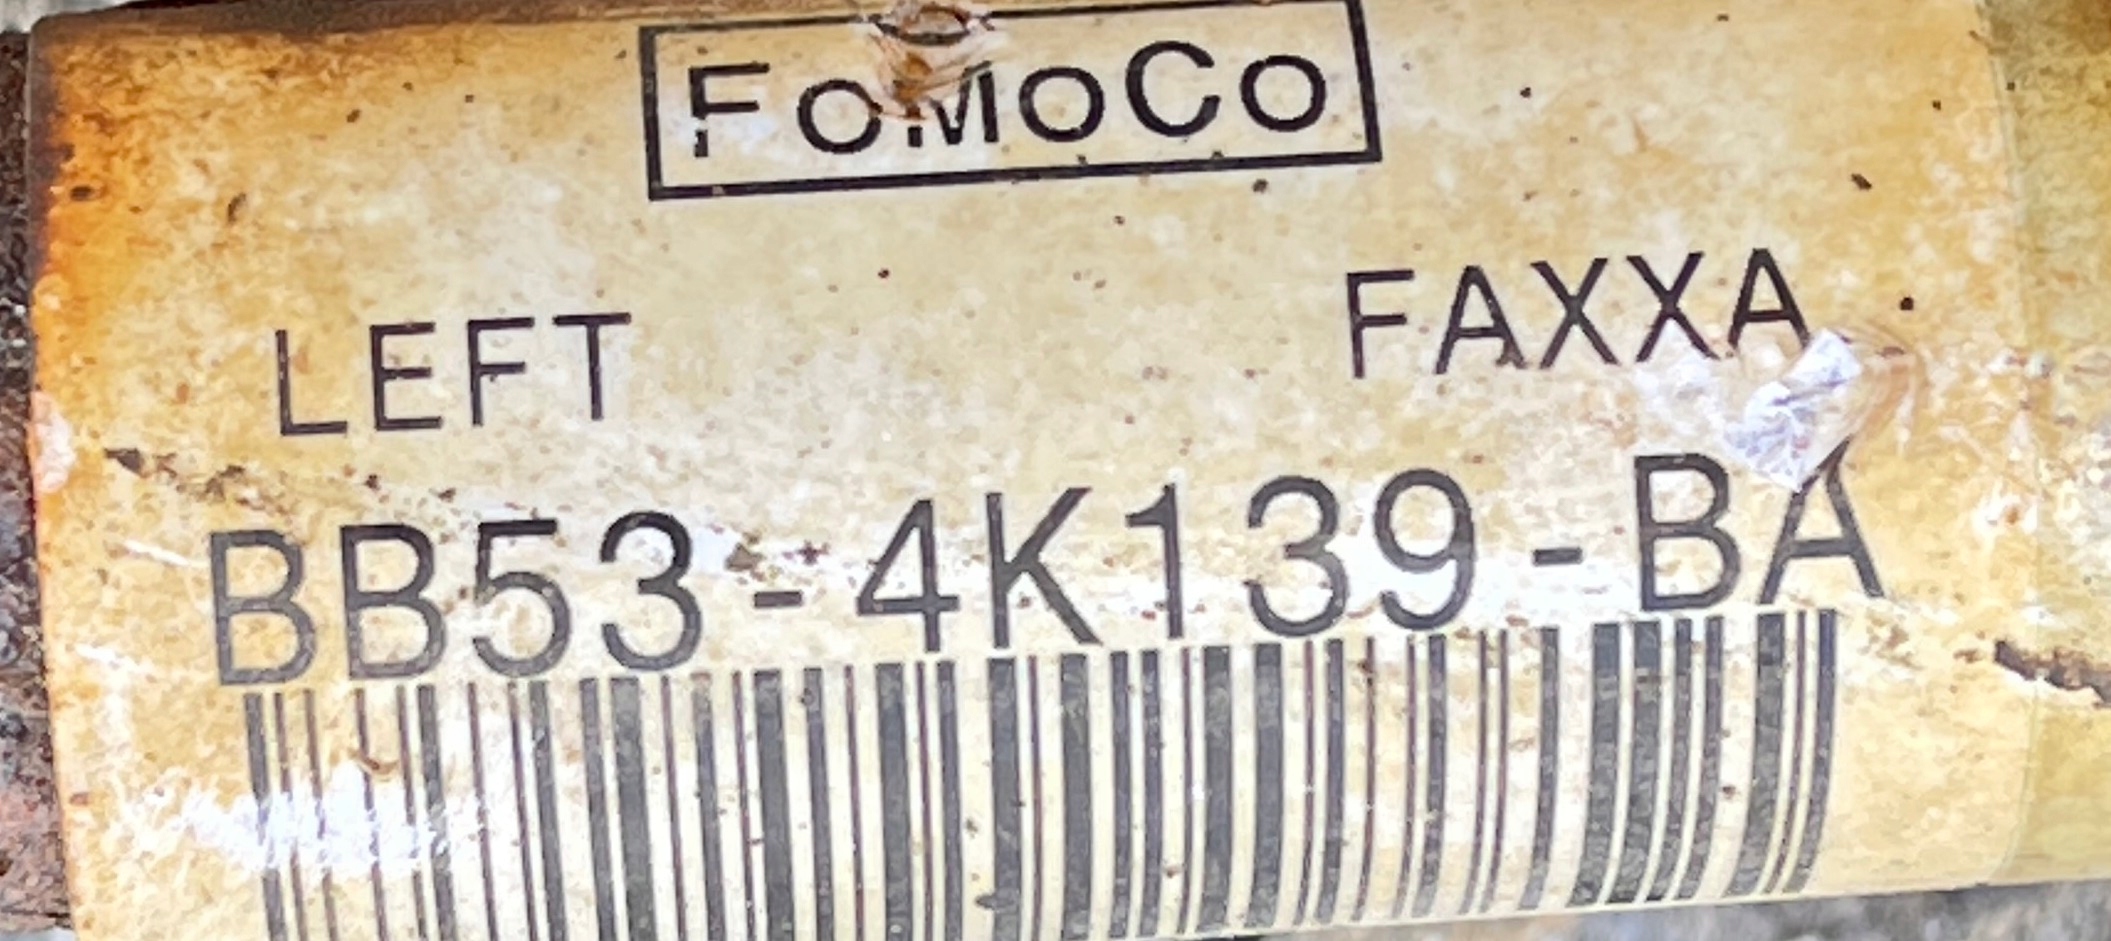 FoMoCo
LEFT FAXXA
BB53-4K139-BA